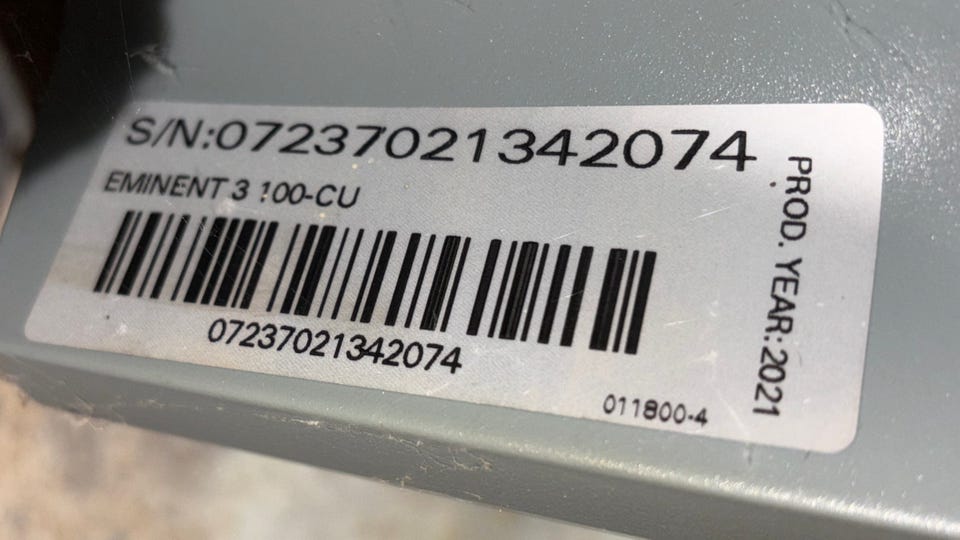 S/N:07237021342074
EMINENT 3 100-CU
07237021342074
011800-4
PROD. YEAR:2021